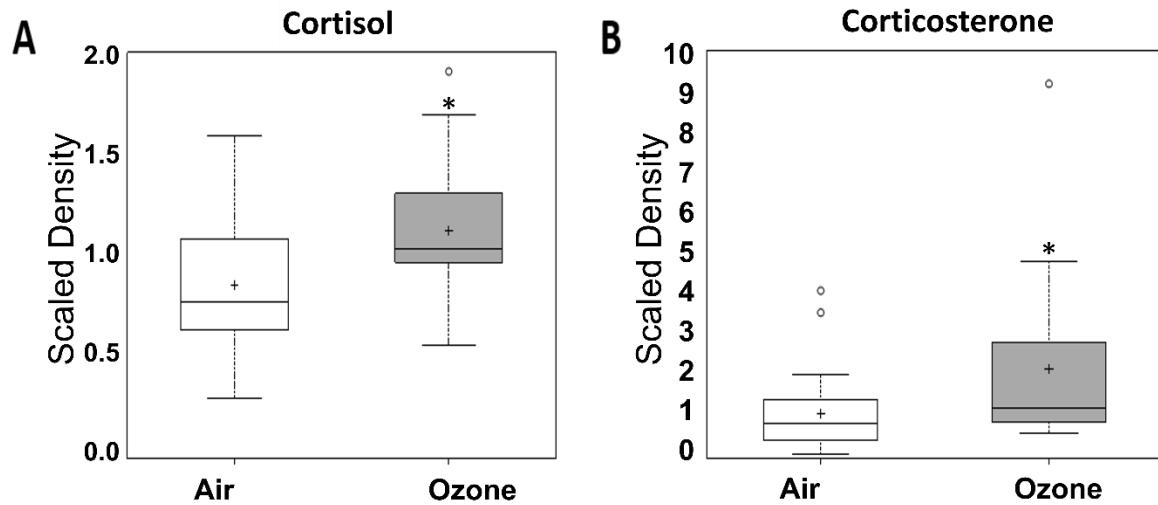 A
Cortisol
Scaled Density
2.0
1.5
1.0
0.5
0.0
*
Air
Ozone
B
Corticosterone
Scaled Density
10
9
8
7
6
5
4
3
2
1
0
*
Air
Ozone